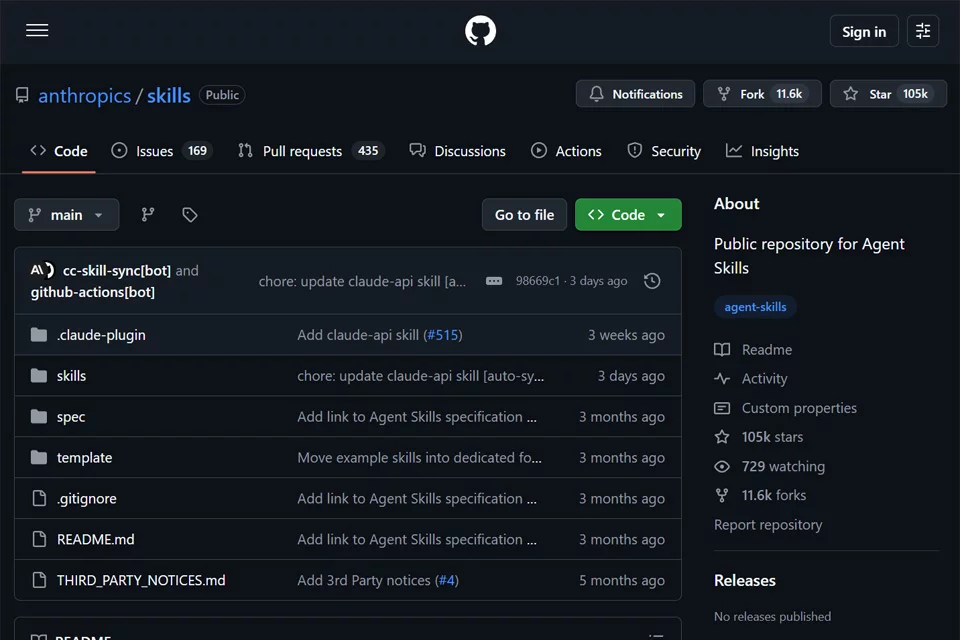 Sign in
anthropics / skills Public
Notifications Fork 11.6k Star 105k
Code Issues 169 Pull requests 435 Discussions Actions Security Insights
main Go to file Code
cc-skill-sync[bot] and
github-actions[bot]
chore: update claude-api skill [a... 98669c1 · 3 days ago
.claude-plugin Add claude-api skill (#515) 3 weeks ago
skills chore: update claude-api skill [auto-sy... 3 days ago
spec Add link to Agent Skills specification ... 3 months ago
template Move example skills into dedicated fo... 3 months ago
.gitignore Add link to Agent Skills specification ... 3 months ago
README.md Add link to Agent Skills specification ... 3 months ago
THIRD_PARTY_NOTICES.md Add 3rd Party notices (#4) 5 months ago
README
About
Public repository for Agent
Skills
agent-skills
Readme
Activity
Custom properties
105k stars
729 watching
11.6k forks
Report repository
Releases
No releases published